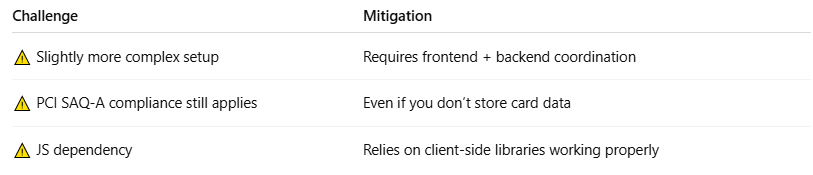 Challenge Mitigation
⚠ Slightly more complex setup Requires frontend + backend coordination
⚠ PCI SAQ-A compliance still applies Even if you don’t store card data
⚠ JS dependency Relies on client-side libraries working properly